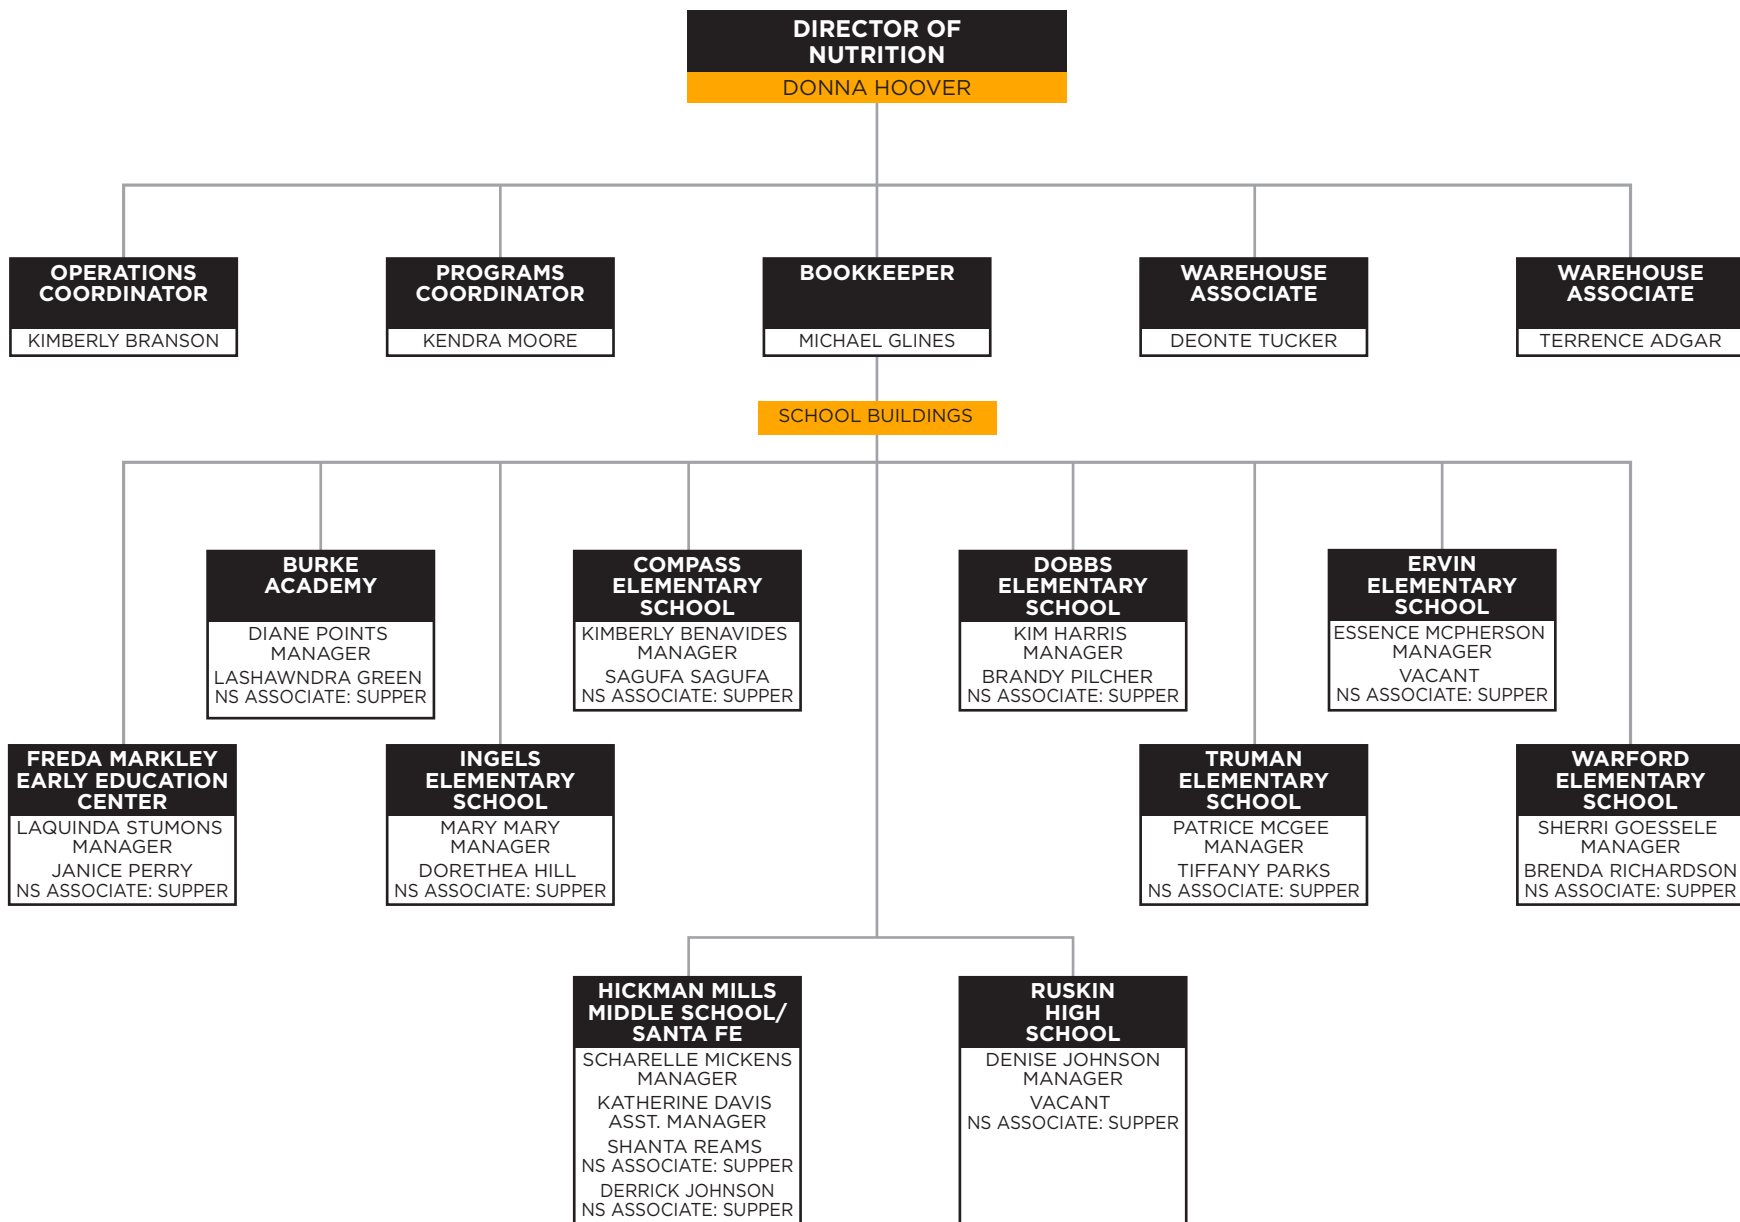 DIRECTOR OF
NUTRITION
DONNA HOOVER
OPERATIONS
COORDINATOR
KIMBERLY BRANSON
PROGRAMS
COORDINATOR
KENDRA MOORE
BOOKKEEPER
MICHAEL GLINES
WAREHOUSE
ASSOCIATE
DEONTE TUCKER
WAREHOUSE
ASSOCIATE
TERRENCE ADGAR
SCHOOL BUILDINGS
BURKE
ACADEMY
DIANE POINTS
MANAGER
LASHAWNDRA GREEN
NS ASSOCIATE: SUPPER
COMPASS
ELEMENTARY
SCHOOL
KIMBERLY BENAVIDES
MANAGER
SAGUFA SAGUFA
NS ASSOCIATE: SUPPER
DOBBS
ELEMENTARY
SCHOOL
KIM HARRIS
MANAGER
BRANDY PILCHER
NS ASSOCIATE: SUPPER
ERVIN
ELEMENTARY
SCHOOL
ESSENCE MCPHERSON
MANAGER
VACANT
NS ASSOCIATE: SUPPER
FREDA MARKLEY
EARLY EDUCATION
CENTER
LAQUINDA STUMONS
MANAGER
JANICE PERRY
NS ASSOCIATE: SUPPER
INGELS
ELEMENTARY
SCHOOL
MARY MARY
MANAGER
DORETHEA HILL
NS ASSOCIATE: SUPPER
TRUMAN
ELEMENTARY
SCHOOL
PATRICE MCGEE
MANAGER
TIFFANY PARKS
NS ASSOCIATE: SUPPER
WARFORD
ELEMENTARY
SCHOOL
SHERRI GOESSELE
MANAGER
BRENDA RICHARDSON
NS ASSOCIATE: SUPPER
HICKMAN MILLS
MIDDLE SCHOOL/
SANTA FE
SCHARELLE MICKENS
MANAGER
KATHERINE DAVIS
ASST. MANAGER
SHANTA REAMS
NS ASSOCIATE: SUPPER
DERRICK JOHNSON
NS ASSOCIATE: SUPPER
RUSKIN
HIGH
SCHOOL
DENISE JOHNSON
MANAGER
VACANT
NS ASSOCIATE: SUPPER